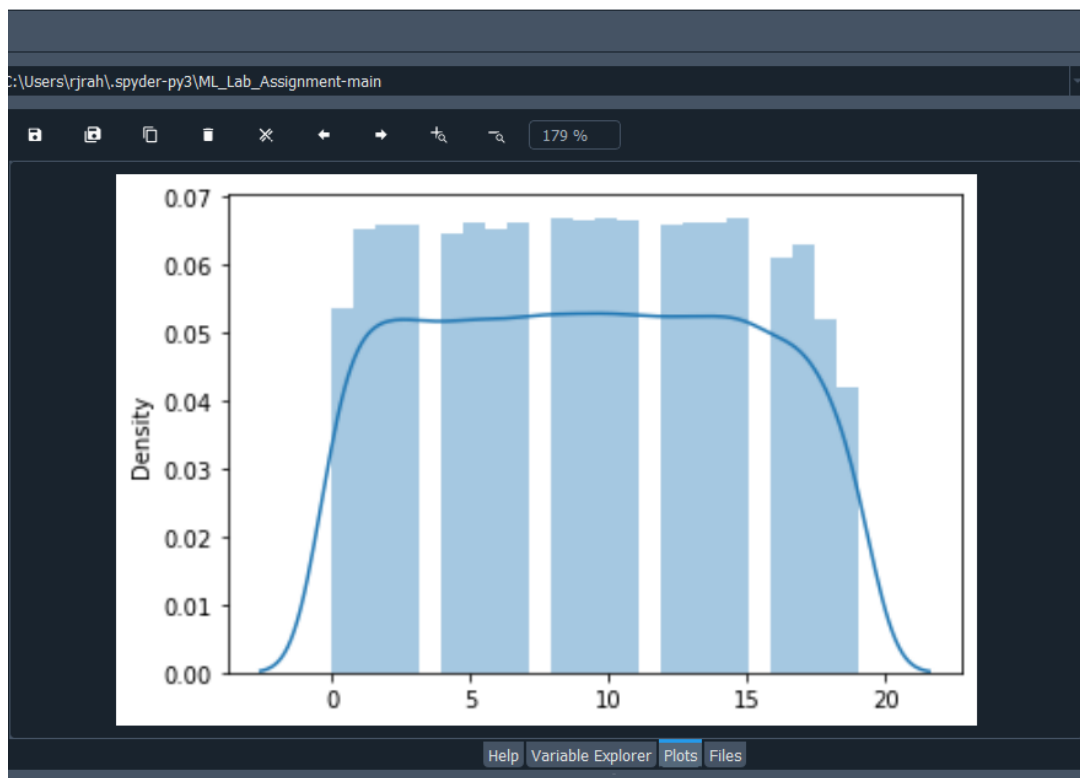 C:\Users\rjrah\.spyder-py3\ML_Lab_Assignment-main
179 %
0.07
0.06
0.05
0.04
0.03
0.02
0.01
0.00
Density
0 5 10 15 20
Help Variable Explorer Plots Files